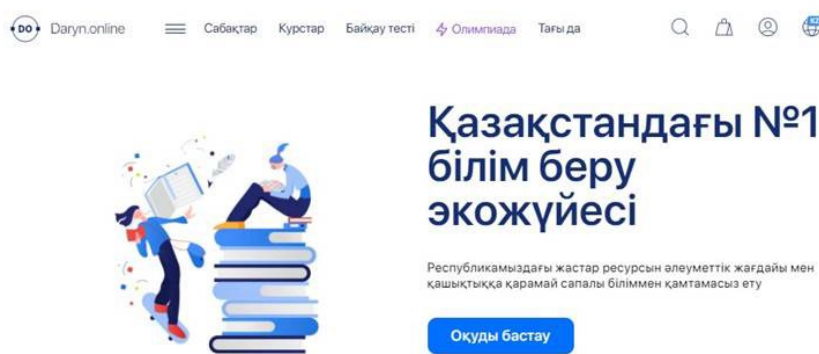 DO Daryn.online Сабақтар Курстар Байқау тесті Олимпиада Тағы да KZ
Қазақстандағы №1
білім беру
экожүйесі
Республикамыздағы жастар ресурсын әлеуметтік жағдайы мен
қашықтыққа қарамай сапалы біліммен қамтамасыз ету
Оқуды бастау